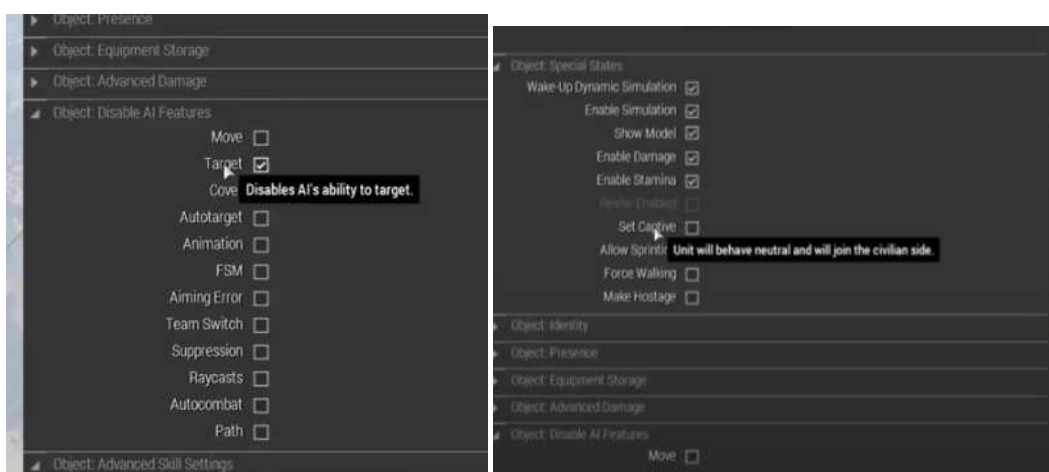 Object: Presence
Object: Equipment Storage
Object: Advanced Damage
Object: Disable AI Features
Move
Target
Cove
Disables AI's ability to target.
Autotarget
Animation
FSM
Aiming Error
Team Switch
Suppression
Raycasts
Autocombat
Path
Object: Advanced Skill Settings
Object: Special States
Wake-Up Dynamic Simulation
Enable Simulation
Show Model
Enable Damage
Enable Stamina
Revive Enabled
Set Captive
Allow Sprintin
Unit will behave neutral and will join the civilian side.
Force Walking
Make Hostage
Object: Identity
Object: Presence
Object: Equipment Storage
Object: Advanced Damage
Object: Disable AI Features
Move